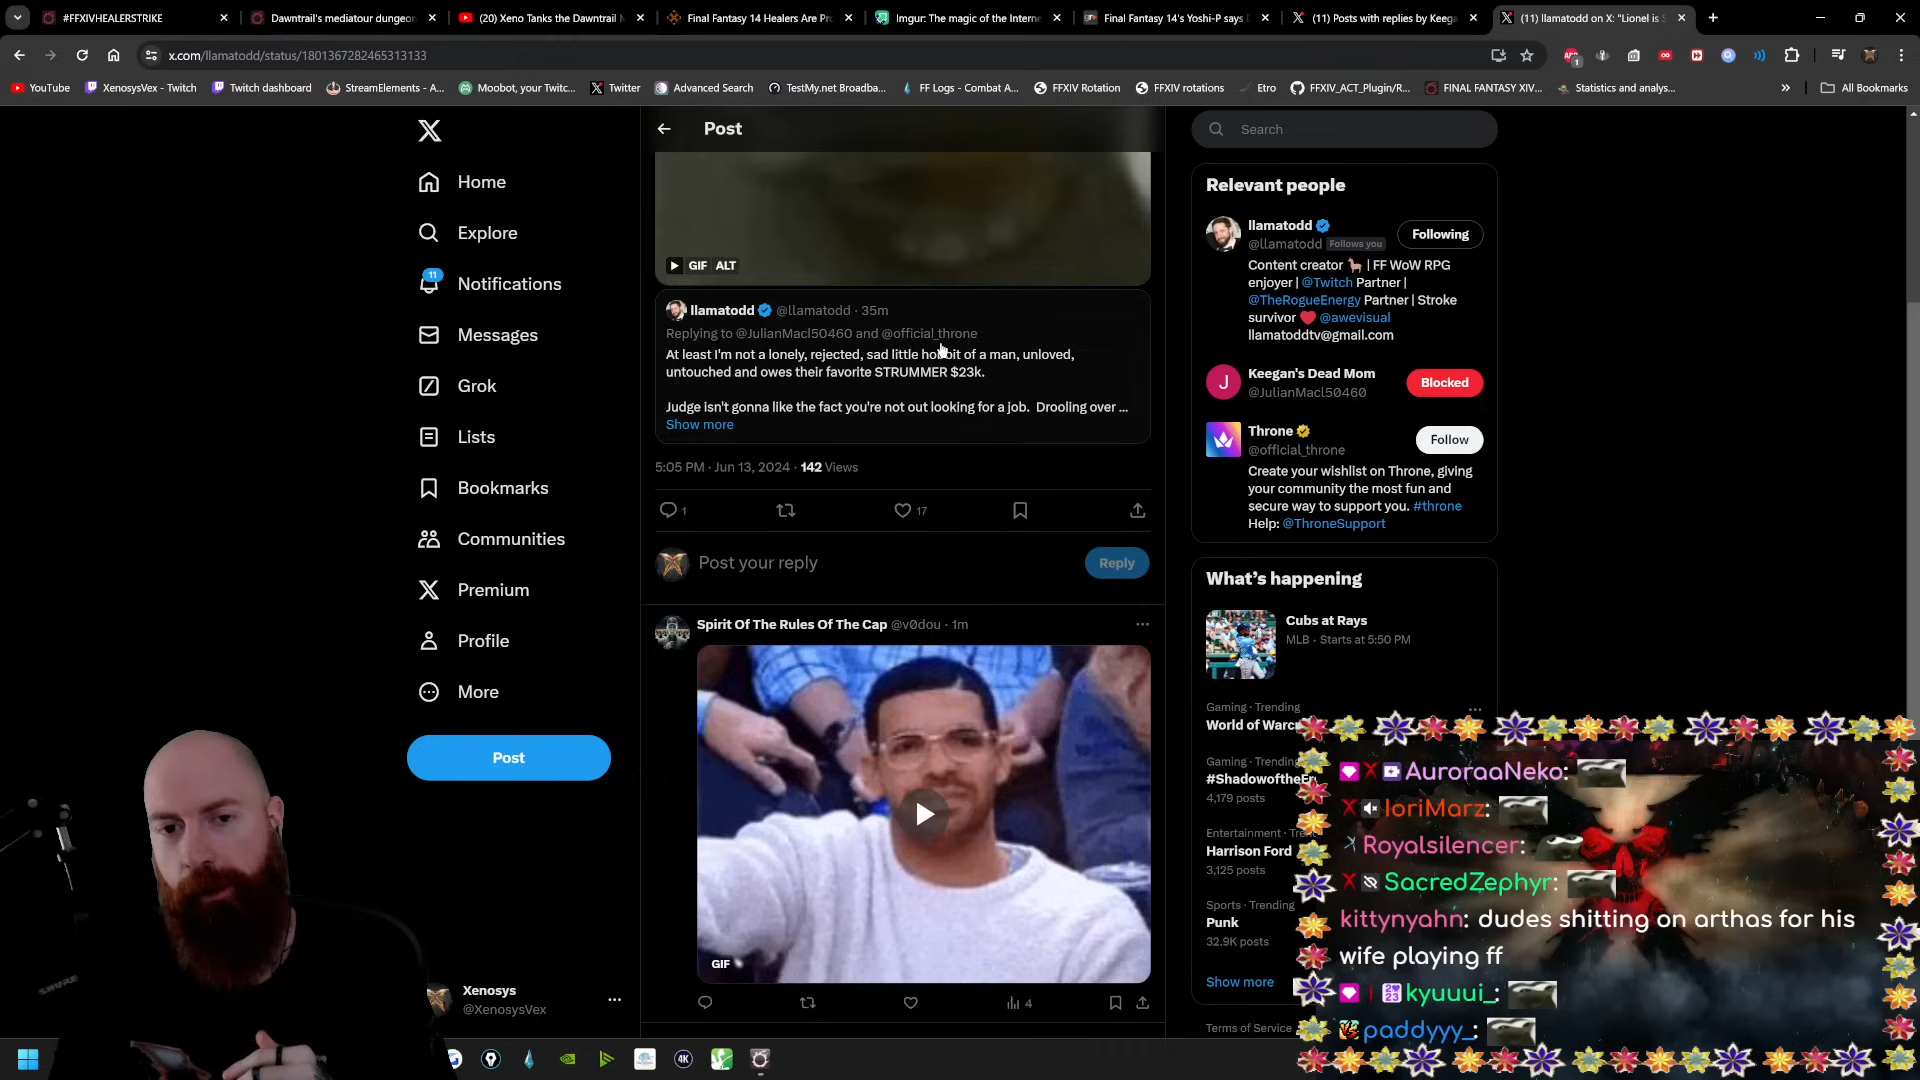 #FFXIVHEALERSTRIKE
Dawntrail's mediatour dungeon
(20) Xeno Tanks the Dawntrail
Final Fantasy 14 Healers Are Pr
Imgur: The magic of the Interne
Final Fantasy 14's Yoshi-P says
(11) Posts with replies by Keega
(11) llamatodd on X: "Lionel is
x.com/llamatodd/status/1801367282465313133
YouTube
XenosysVex - Twitch
Twitch dashboard
StreamElements - A...
Moobot, your Twitc...
Twitter
Advanced Search
TestMy.net Broadba...
FF Logs - Combat A...
FFXIV Rotation
FFXIV rotations
Etro
FFXIV_ACT_Plugin/R...
FINAL FANTASY XIV...
Statistics and analys...
All Bookmarks
Home
Explore
11
Notifications
Messages
Grok
Lists
Bookmarks
Communities
Premium
Profile
More
Post
Xenosys
@XenosysVex
Post
GIF ALT
llamatodd @llamatodd · 35m
Replying to @JulianMacl50460 and @official_throne
At least I'm not a lonely, rejected, sad little hobbit of a man, unloved,
untouched and owes their favorite STRUMMER $23k.
Judge isn't gonna like the fact you're not out looking for a job. Drooling over ...
Show more
5:05 PM · Jun 13, 2024 · 142 Views
1
17
Post your reply
Reply
Spirit Of The Rules Of The Cap @v0dou · 1m
GIF
4
Search
Relevant people
llamatodd
@llamatodd Follows you
Following
Content creator 🦙 | FF WoW RPG
enjoyer | @Twitch Partner |
@TheRogueEnergy Partner | Stroke
survivor ❤️ @awevisual
llamatoddtv@gmail.com
Keegan's Dead Mom
@JulianMacl50460
Blocked
Throne
@official_throne
Follow
Create your wishlist on Throne, giving
your community the most fun and
secure way to support you. #throne
Help: @ThroneSupport
What's happening
Cubs at Rays
MLB · Starts at 5:50 PM
Gaming · Trending
World of Warcr
Gaming · Trending
#ShadowoftheEr
4,179 posts
Entertainment · Tre
Harrison Ford
3,125 posts
Sports · Trending
Punk
32.9K posts
Show more
Terms of Service
AuroraaNeko:
IoriMarz:
Royalsilencer:
SacredZephyr:
kittynyahn: dudes shitting on arthas for his
wife playing ff
kyuuui_:
paddyyy_:
SHURE
4K